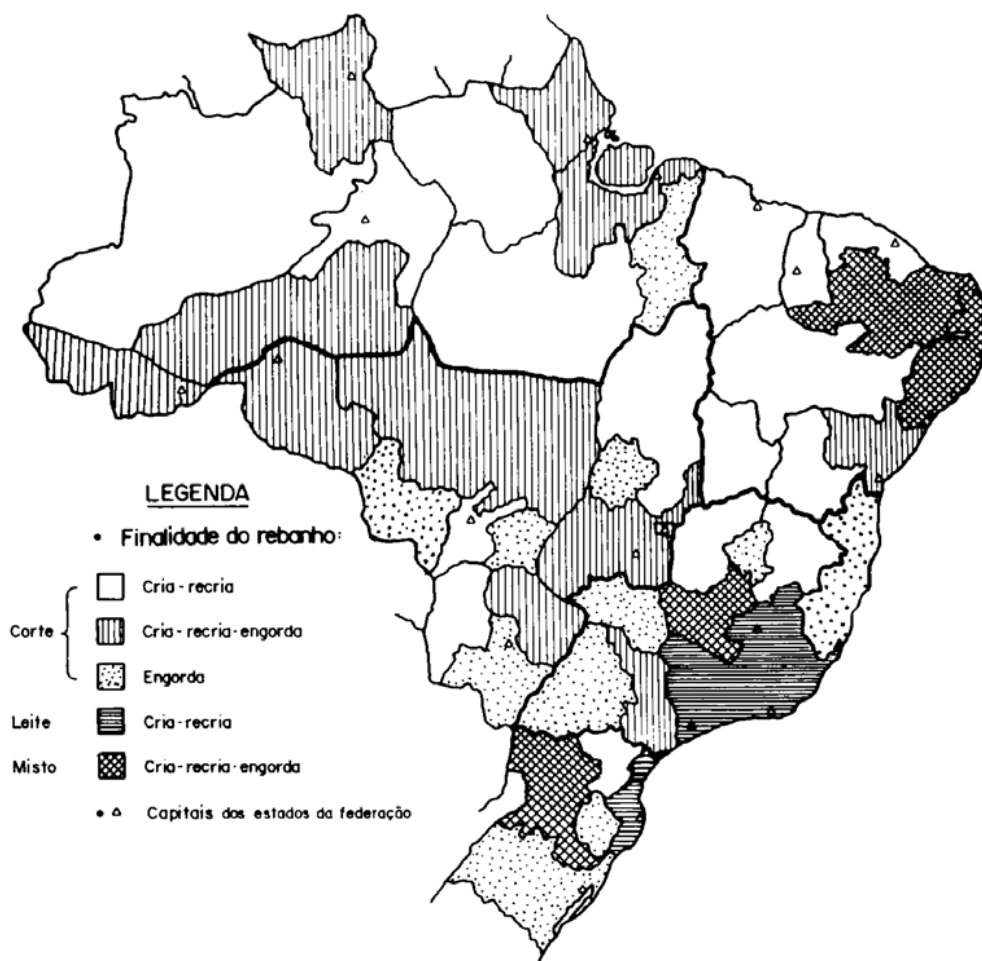 LEGENDA
• Finalidade do rebanho:
Corte
Cria-recria
Cria-recria-engorda
Engorda
Leite Cria-recria
Misto Cria-recria-engorda
• △ Capitais dos estados da federação